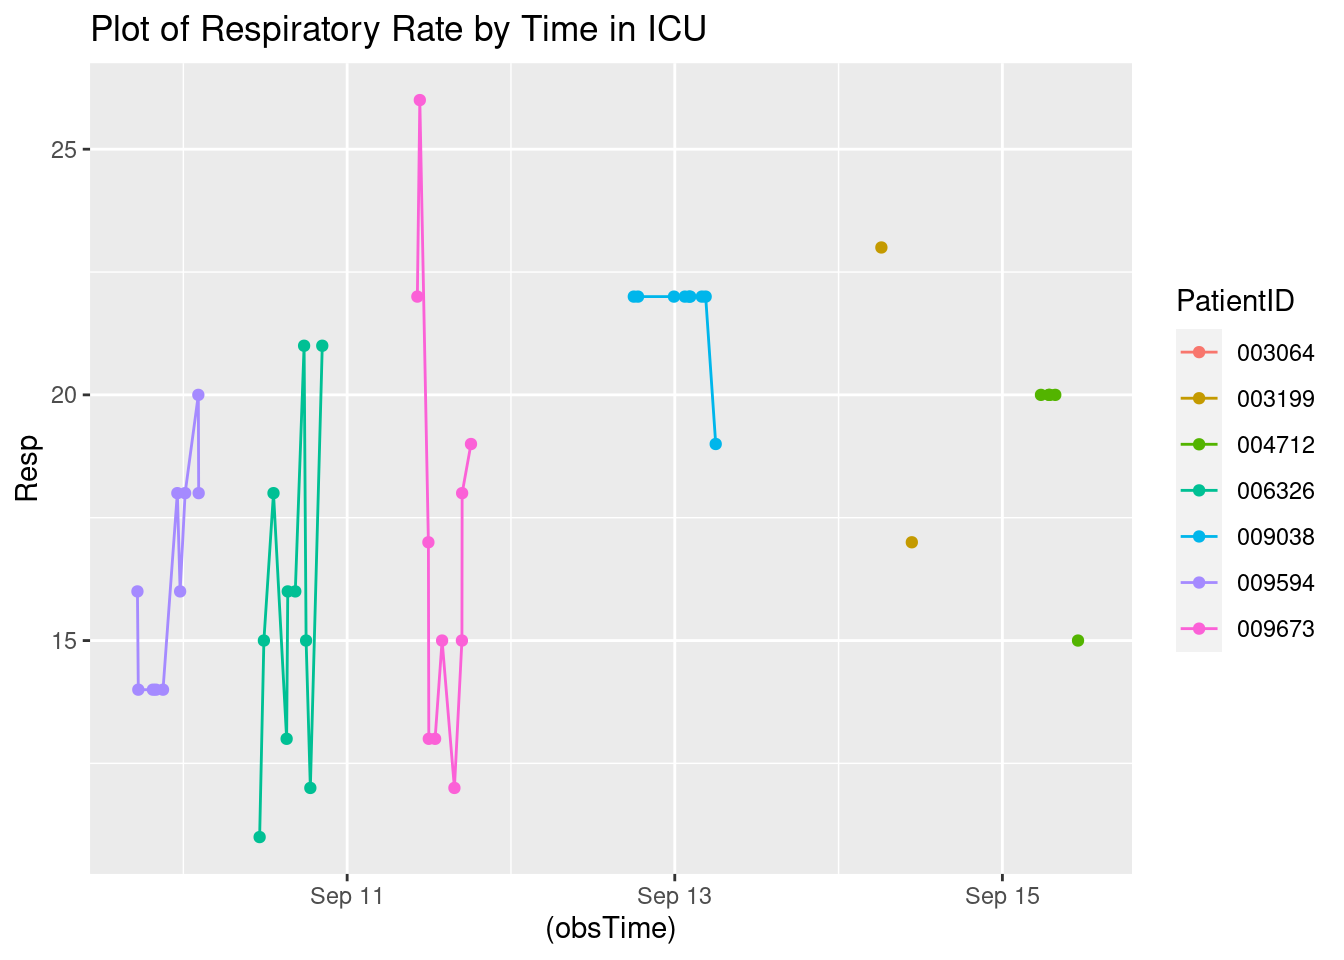 Plot of Respiratory Rate by Time in ICU
Resp
25
20
15
Sep 11
Sep 13
Sep 15
(obsTime)
PatientID
003064
003199
004712
006326
009038
009594
009673